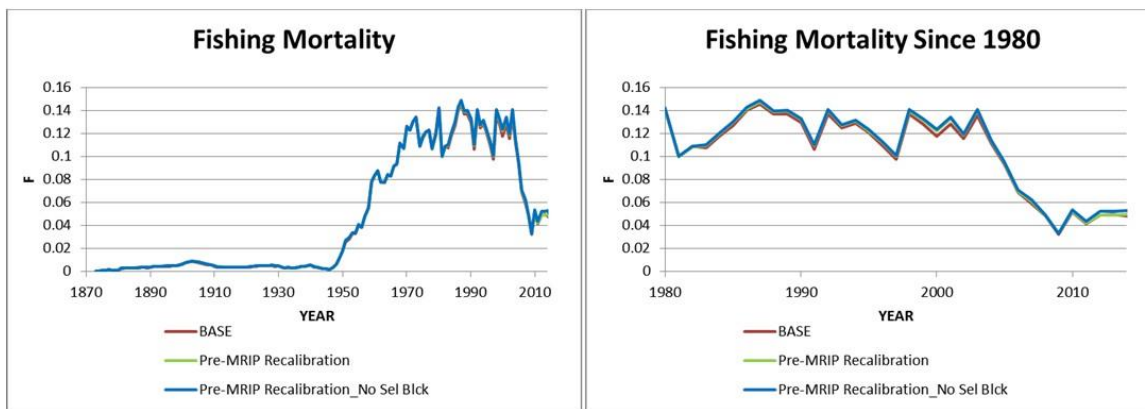 Fishing Mortality
0.16
0.14
0.12
0.1
0.08
0.06
0.04
0.02
0
F
1870 1890 1910 1930 1950 1970 1990 2010
YEAR
BASE
Pre-MRIP Recalibration
Pre-MRIP Recalibration_No Sel Blck
Fishing Mortality Since 1980
0.16
0.14
0.12
0.1
0.08
0.06
0.04
0.02
0
F
1980 1990 2000 2010
YEAR
BASE
Pre-MRIP Recalibration
Pre-MRIP Recalibration_No Sel Blck